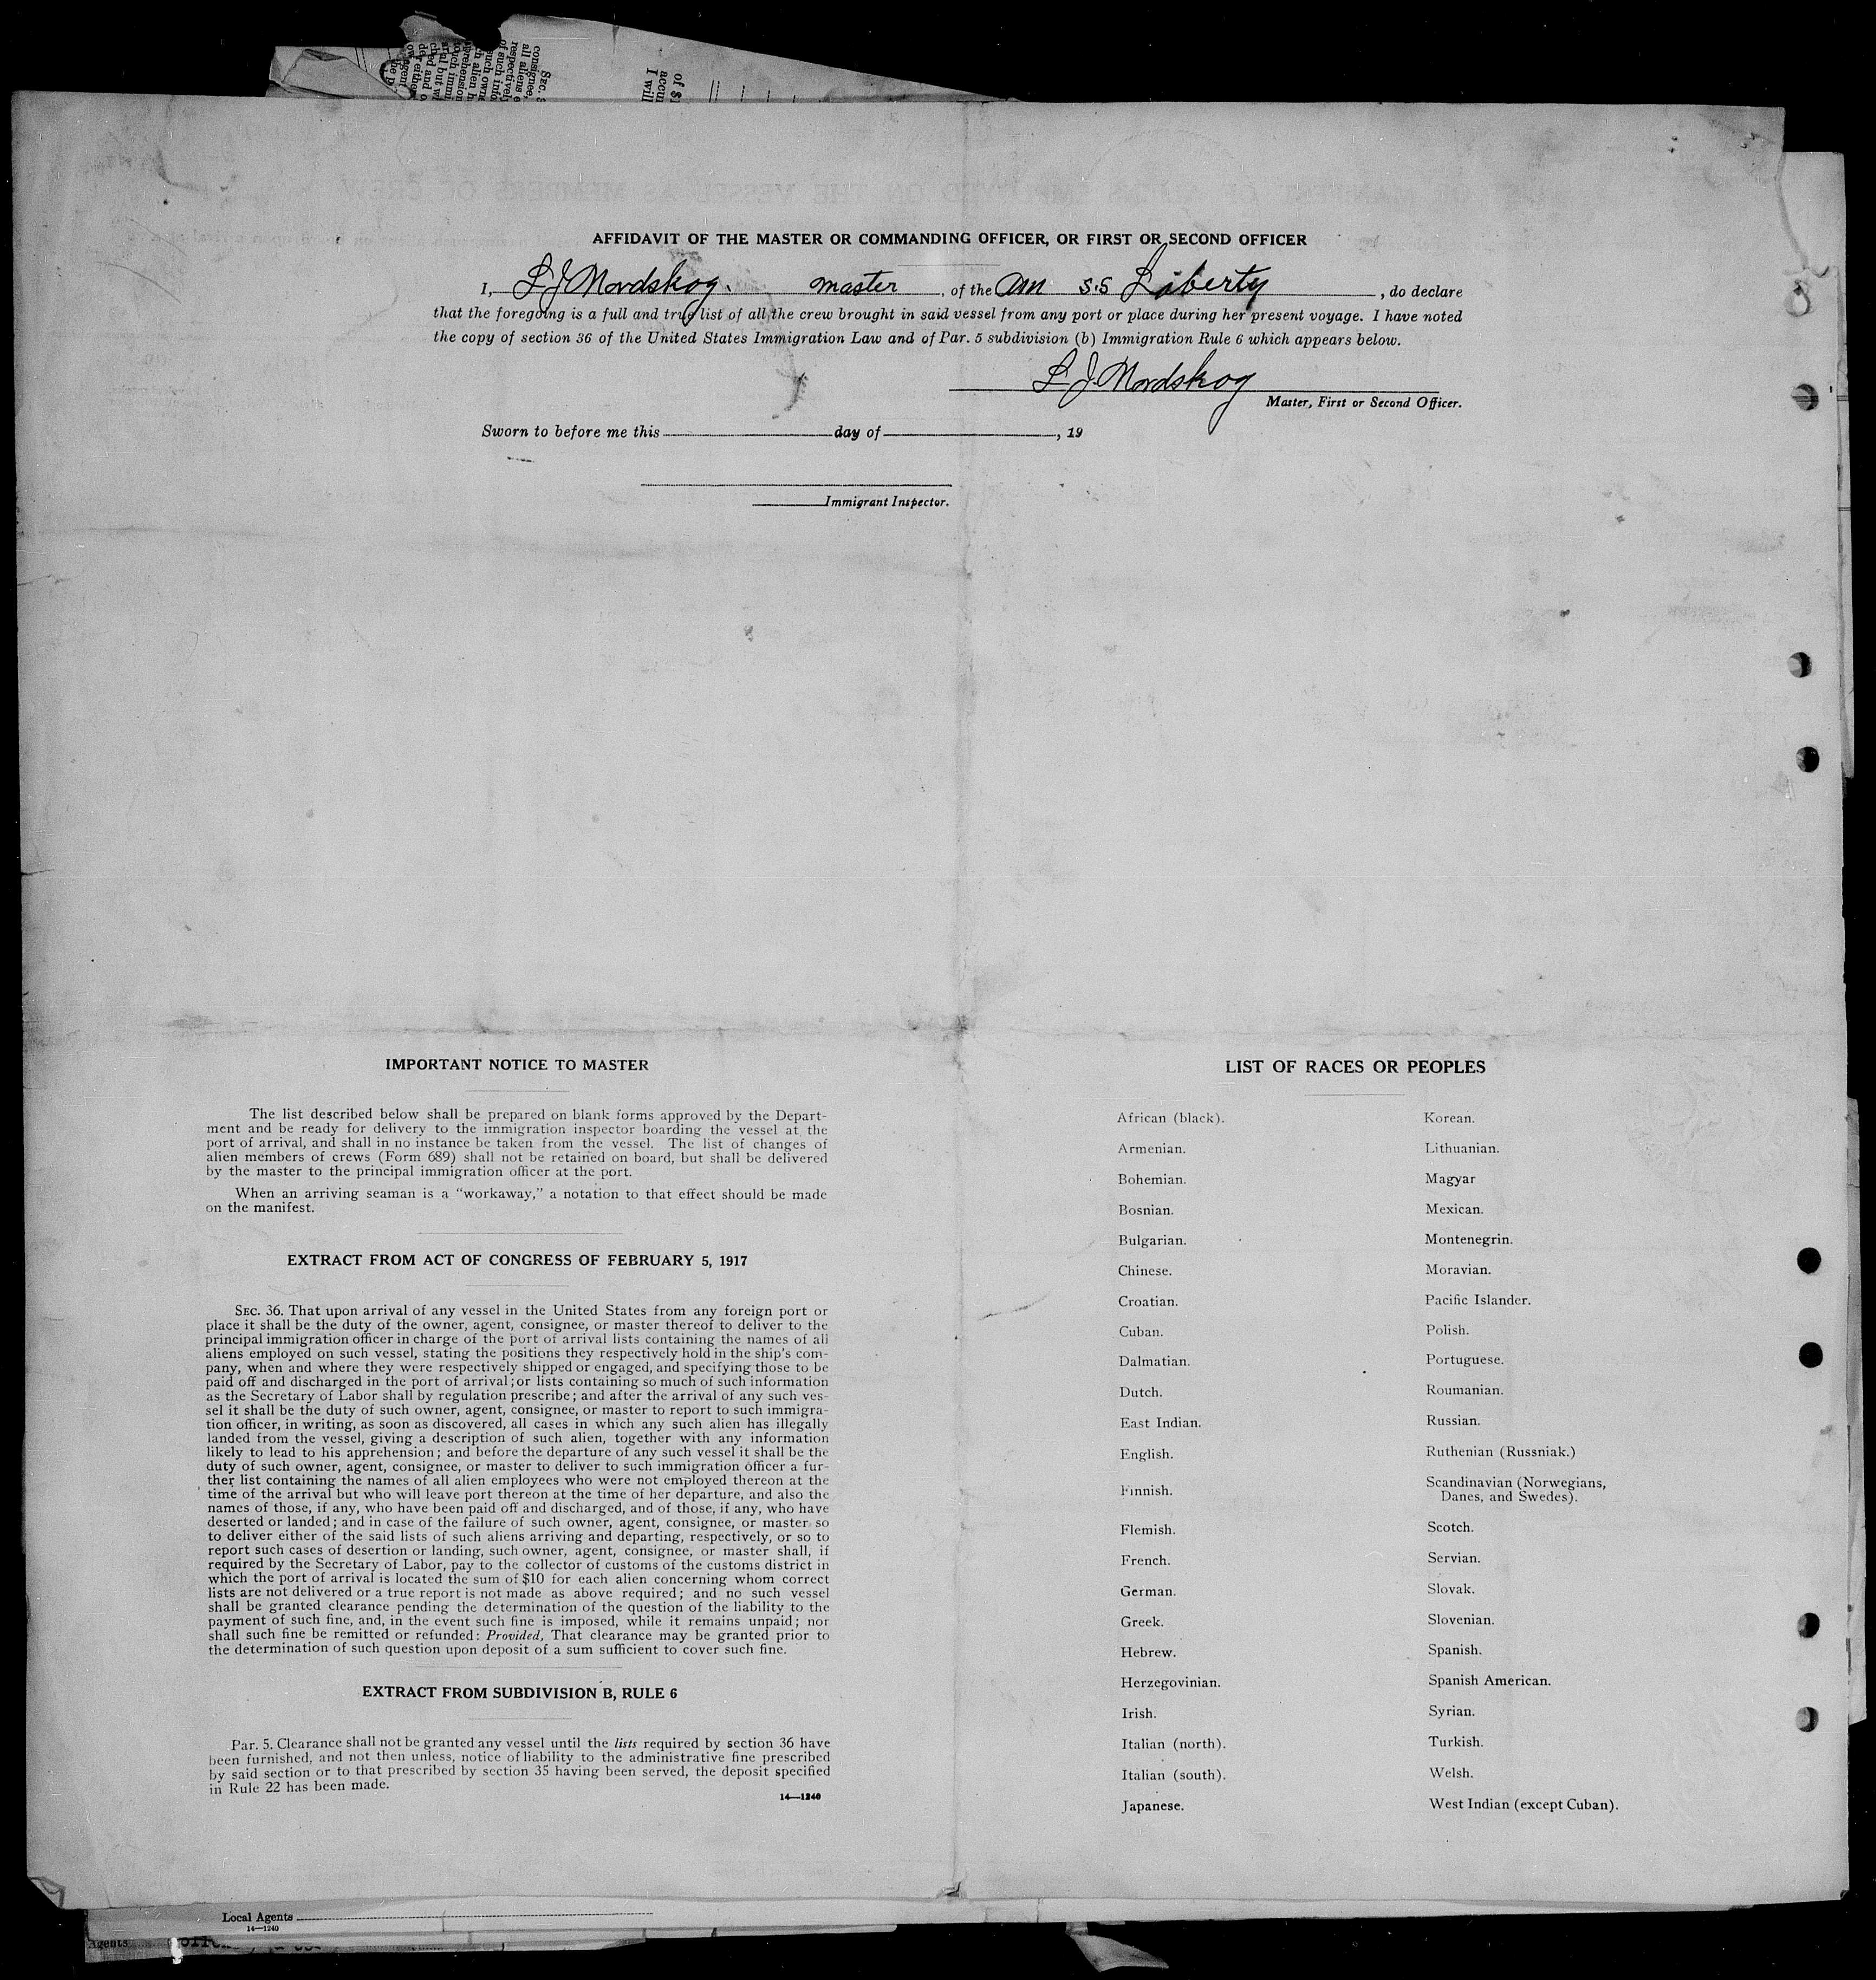 SEC. 3
consignee,
all aliens e
respectively
of such info
such owne
h alien h
prehension
such immi
al but wi
ched and o
der either
of $1
accu
I will
AFFIDAVIT OF THE MASTER OR COMMANDING OFFICER, OR FIRST OR SECOND OFFICER
I, L J Nordskog. master, of the Am S.S Liberty, do declare
that the foregoing is a full and true list of all the crew brought in said vessel from any port or place during her present voyage. I have noted
the copy of section 36 of the United States Immigration Law and of Par. 5 subdivision (b) Immigration Rule 6 which appears below.
L J. Nordskog
Master, First or Second Officer.
Sworn to before me this day of , 19
Immigrant Inspector.
IMPORTANT NOTICE TO MASTER
The list described below shall be prepared on blank forms approved by the Depart-
ment and be ready for delivery to the immigration inspector boarding the vessel at the
port of arrival, and shall in no instance be taken from the vessel. The list of changes of
alien members of crews (Form 689) shall not be retained on board, but shall be delivered
by the master to the principal immigration officer at the port.
When an arriving seaman is a "workaway," a notation to that effect should be made
on the manifest.
EXTRACT FROM ACT OF CONGRESS OF FEBRUARY 5, 1917
SEC. 36. That upon arrival of any vessel in the United States from any foreign port or
place it shall be the duty of the owner, agent, consignee, or master thereof to deliver to the
principal immigration officer in charge of the port of arrival lists containing the names of all
aliens employed on such vessel, stating the positions they respectively hold in the ship's com-
pany, when and where they were respectively shipped or engaged, and specifying those to be
paid off and discharged in the port of arrival; or lists containing so much of such information
as the Secretary of Labor shall by regulation prescribe; and after the arrival of any such ves-
sel it shall be the duty of such owner, agent, consignee, or master to report to such immigra-
tion officer, in writing, as soon as discovered, all cases in which any such alien has illegally
landed from the vessel, giving a description of such alien, together with any information
likely to lead to his apprehension; and before the departure of any such vessel it shall be the
duty of such owner, agent, consignee, or master to deliver to such immigration officer a fur-
ther list containing the names of all alien employees who were not employed thereon at the
time of the arrival but who will leave port thereon at the time of her departure, and also the
names of those, if any, who have been paid off and discharged, and of those, if any, who have
deserted or landed; and in case of the failure of such owner, agent, consignee, or master so
to deliver either of the said lists of such aliens arriving and departing, respectively, or so to
report such cases of desertion or landing, such owner, agent, consignee, or master shall, if
required by the Secretary of Labor, pay to the collector of customs of the customs district in
which the port of arrival is located the sum of $10 for each alien concerning whom correct
lists are not delivered or a true report is not made as above required; and no such vessel
shall be granted clearance pending the determination of the question of the liability to the
payment of such fine, and, in the event such fine is imposed, while it remains unpaid; nor
shall such fine be remitted or refunded: Provided, That clearance may be granted prior to
the determination of such question upon deposit of a sum sufficient to cover such fine.
EXTRACT FROM SUBDIVISION B, RULE 6
Par. 5. Clearance shall not be granted any vessel until the lists required by section 36 have
been furnished, and not then unless, notice of liability to the administrative fine prescribed
by said section or to that prescribed by section 35 having been served, the deposit specified
in Rule 22 has been made.
14—1240
LIST OF RACES OR PEOPLES
African (black).
Armenian.
Bohemian.
Bosnian.
Bulgarian.
Chinese.
Croatian.
Cuban.
Dalmatian.
Dutch.
East Indian.
English.
Finnish.
Flemish.
French.
German.
Greek.
Hebrew.
Herzegovinian.
Irish.
Italian (north).
Italian (south).
Japanese.
Korean.
Lithuanian.
Magyar
Mexican.
Montenegrin.
Moravian.
Pacific Islander.
Polish.
Portuguese.
Roumanian.
Russian.
Ruthenian (Russniak.)
Scandinavian (Norwegians,
Danes, and Swedes).
Scotch.
Servian.
Slovak.
Slovenian.
Spanish.
Spanish American.
Syrian.
Turkish.
Welsh.
West Indian (except Cuban).
Local Agents
14—1240
Agents